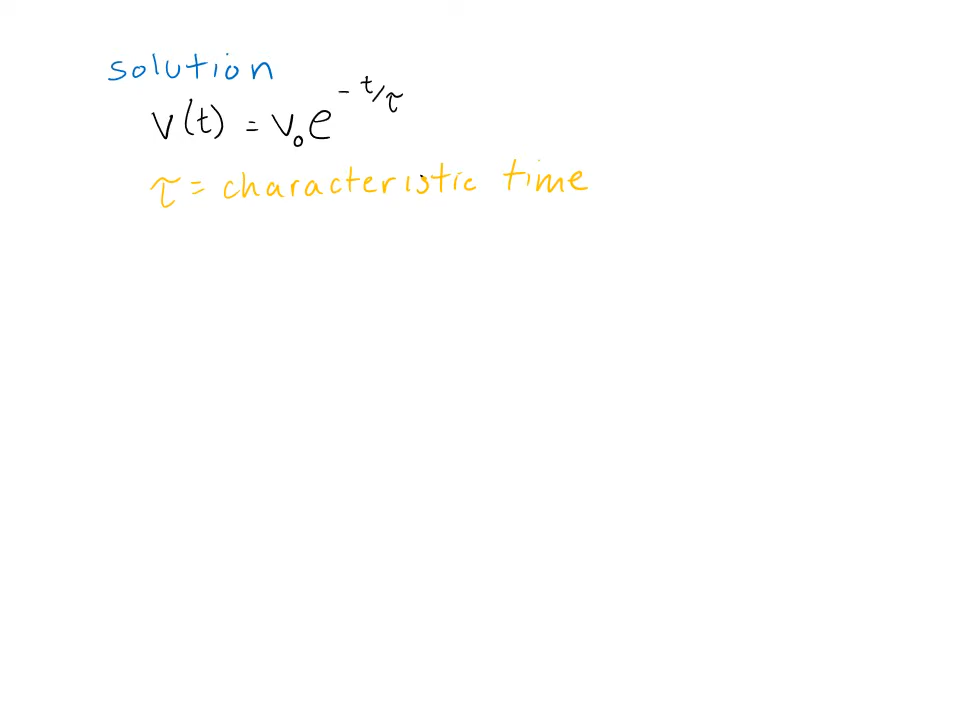 solution
v(t) = v₀e^{-t/τ}
τ = characteristic time